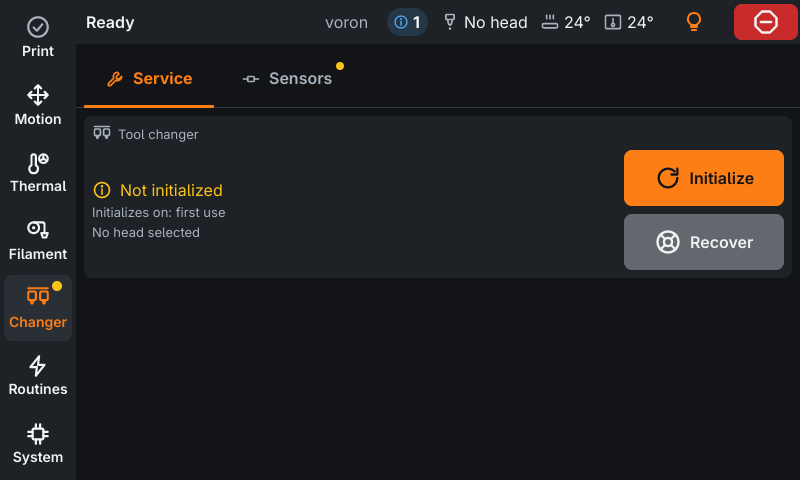 Ready
voron
1
No head
24°
24°
Print
Motion
Thermal
Filament
Changer
Routines
System
Service
Sensors
Tool changer
Not initialized
Initializes on: first use
No head selected
Initialize
Recover